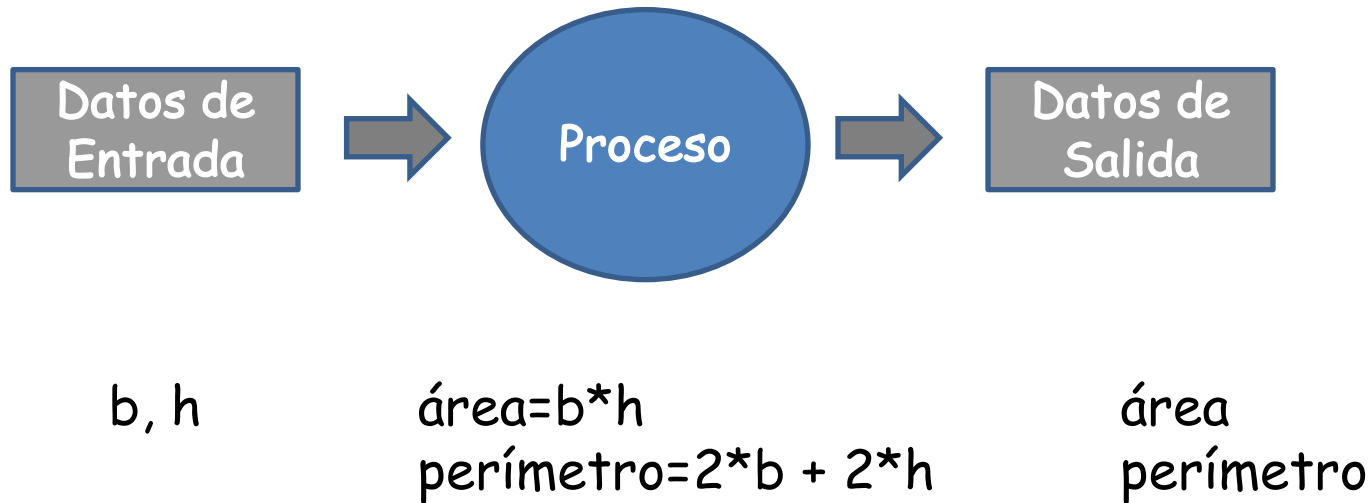 Datos de
Entrada
Proceso
Datos de
Salida
b, h
área=b*h
perímetro=2*b + 2*h
área
perímetro